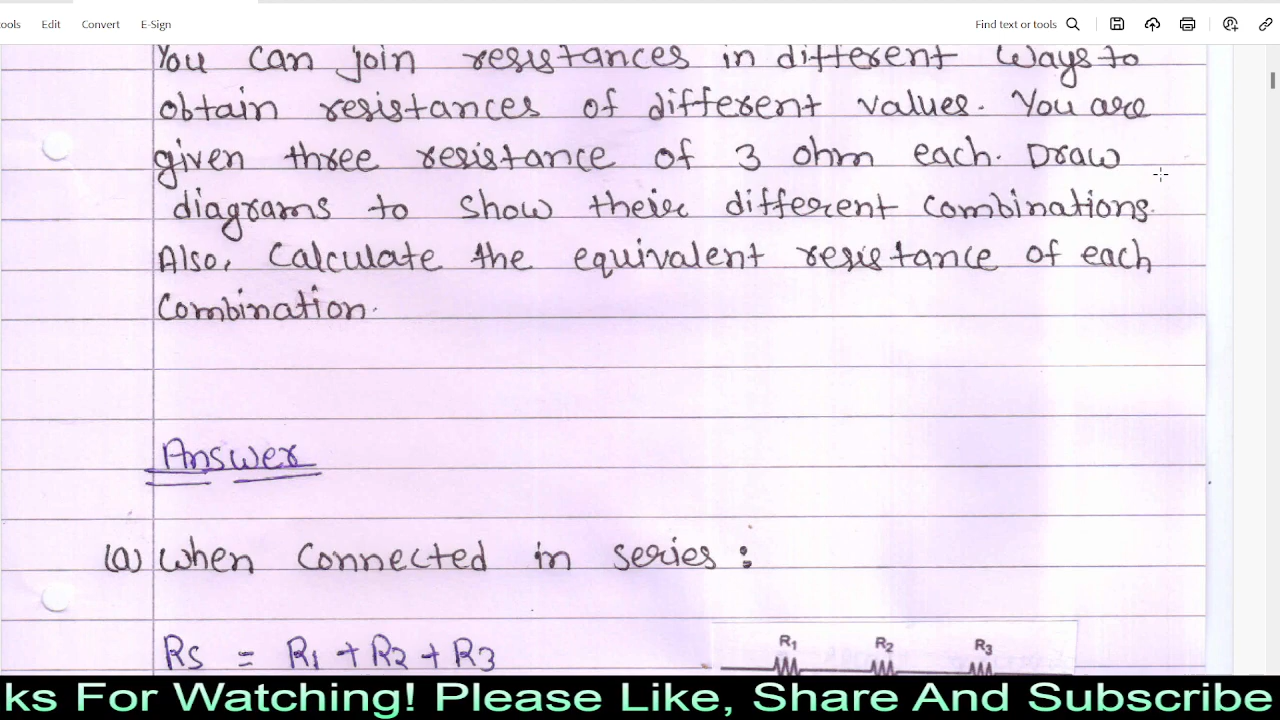 ools Edit Convert E-Sign Find text or tools
You can join resistances in different ways to
obtain resistances of different values. You are
given three resistance of 3 ohm each. Draw
diagrams to show their different combinations.
Also, Calculate the equivalent resistance of each
Combination.
Answer
(a) When Connected in series :
R1 R2 R3
Rs = R1 + R2 + R3
ks For Watching! Please Like, Share And Subscribe